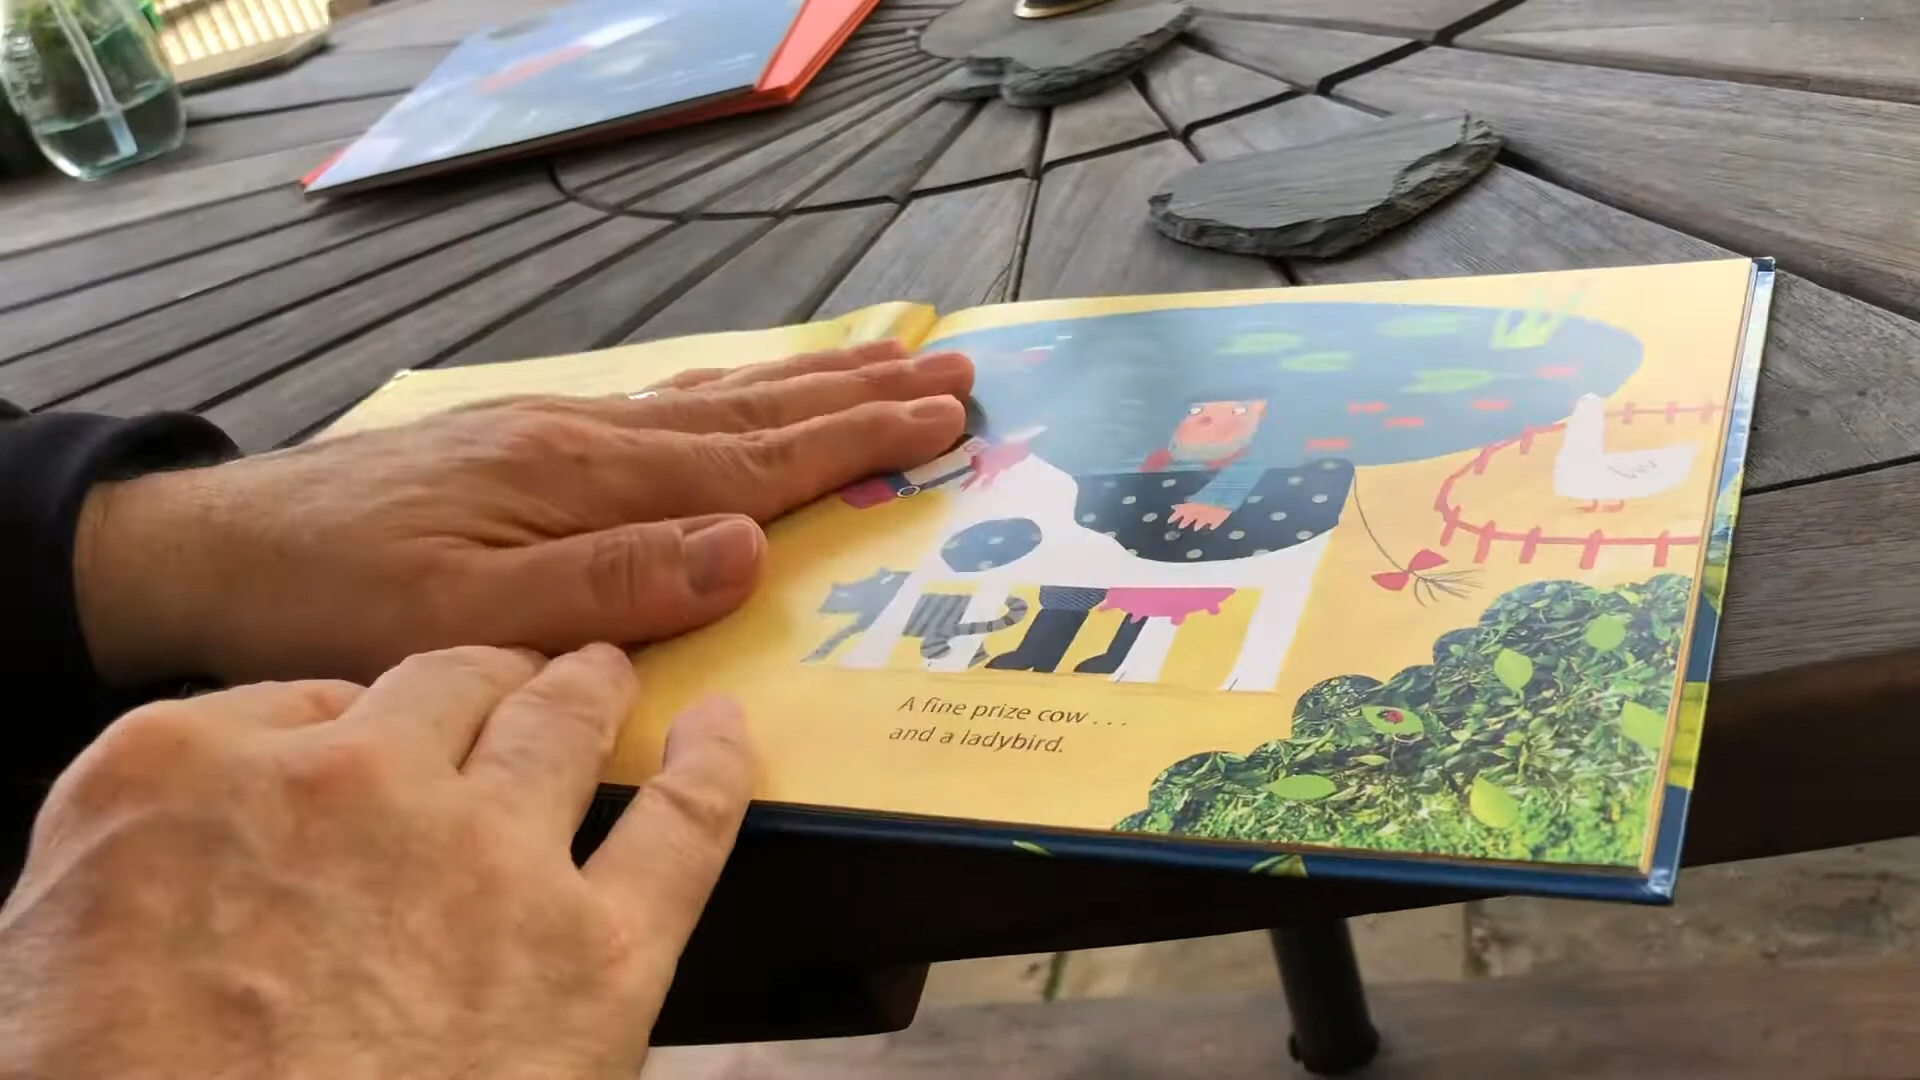 A fine prize cow . . .
and a ladybird.